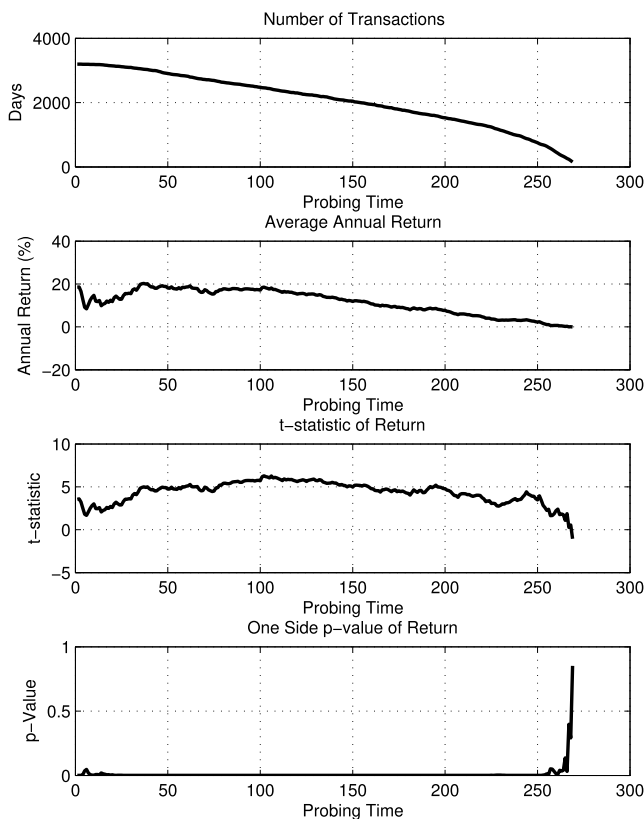 Number of Transactions
4000
2000
0
Days
0 50 100 150 200 250 300
Probing Time
Average Annual Return
40
20
0
−20
Annual Return (%)
0 50 100 150 200 250 300
Probing Time
t−statistic of Return
10
5
0
−5
t−statistic
0 50 100 150 200 250 300
Probing Time
One Side p−value of Return
1
0.5
0
p−Value
0 50 100 150 200 250 300
Probing Time